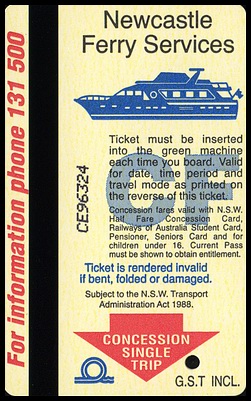 Newcastle
Ferry Services
For information phone 131 500
CE96324
CF
Ticket must be inserted
into the green machine
each time you board. Valid
for date, time period and
travel mode as printed on
the reverse of this ticket.
Concession fares valid with N.S.W.
Half Fare Concession Card,
Railways of Australia Student Card,
Pensioner, Seniors Card and for
children under 16. Current Pass
must be shown to obtain entitlement.
Ticket is rendered invalid
if bent, folded or damaged.
Subject to the N.S.W. Transport
Administration Act 1988.
CONCESSION
SINGLE
TRIP
G.S.T INCL.